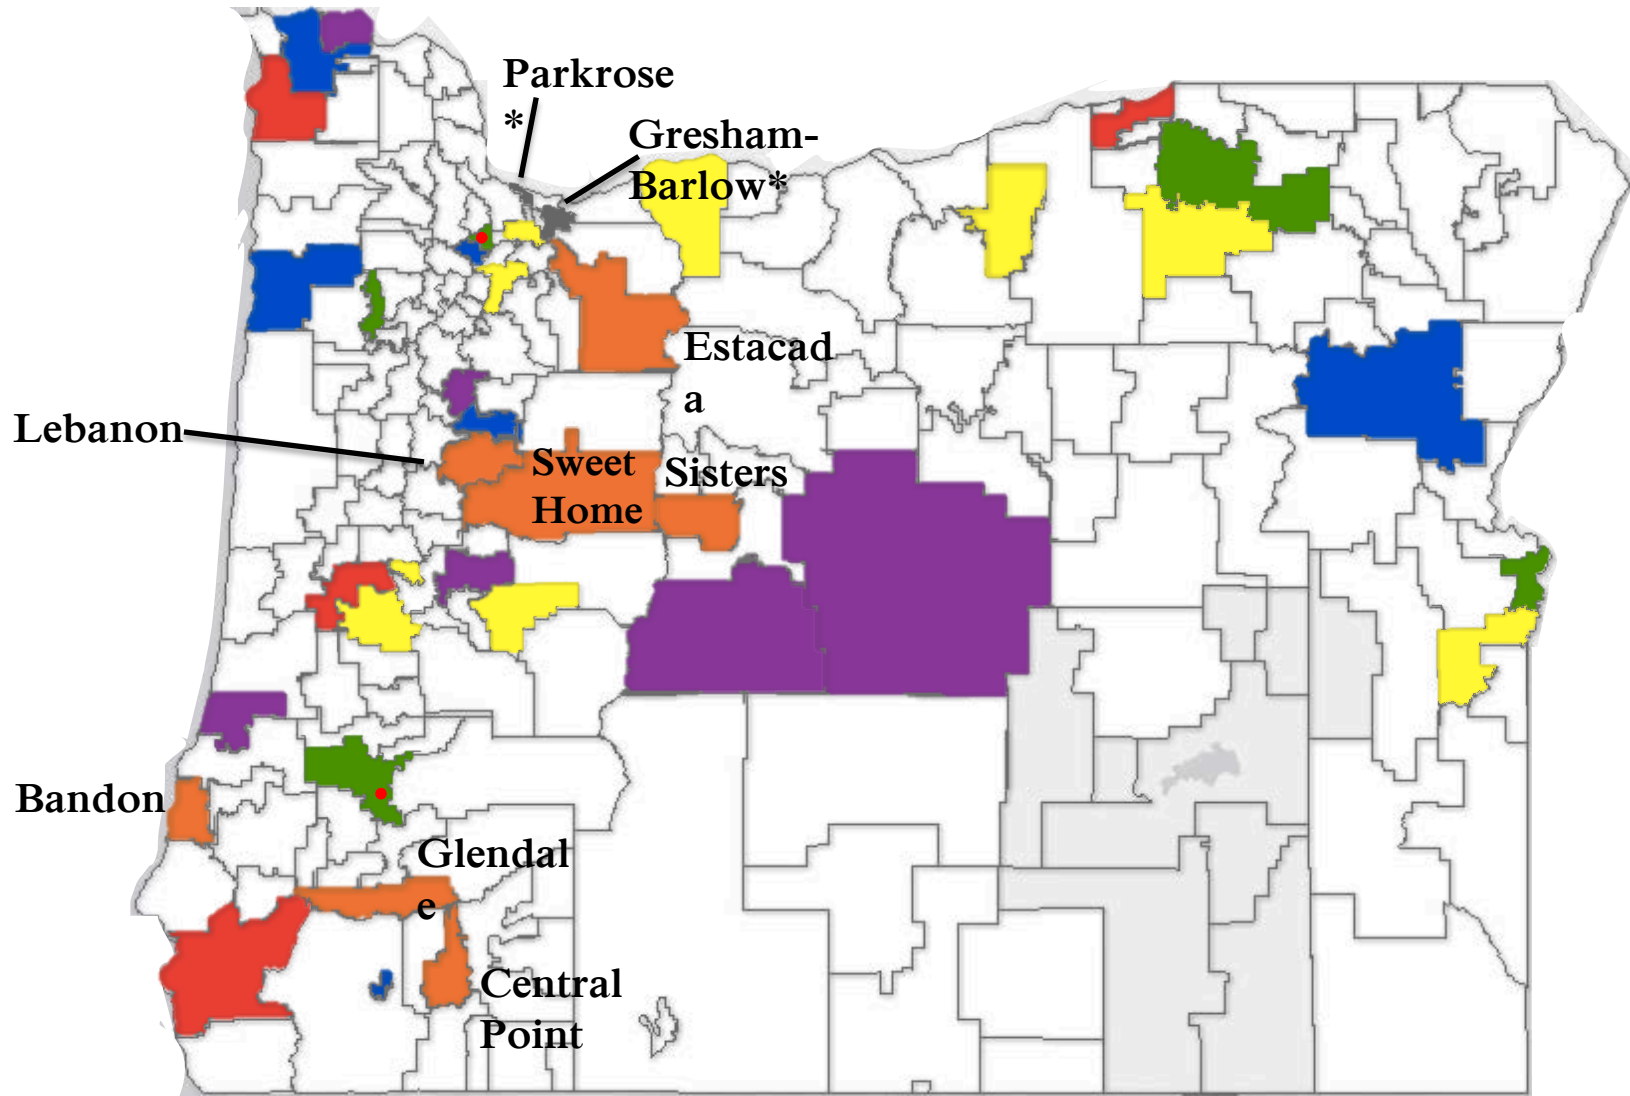 Parkrose
*
Gresham-
Barlow*
Estacad
a
Lebanon
Sweet
Home
Sisters
Bandon
Glendal
e
Central
Point